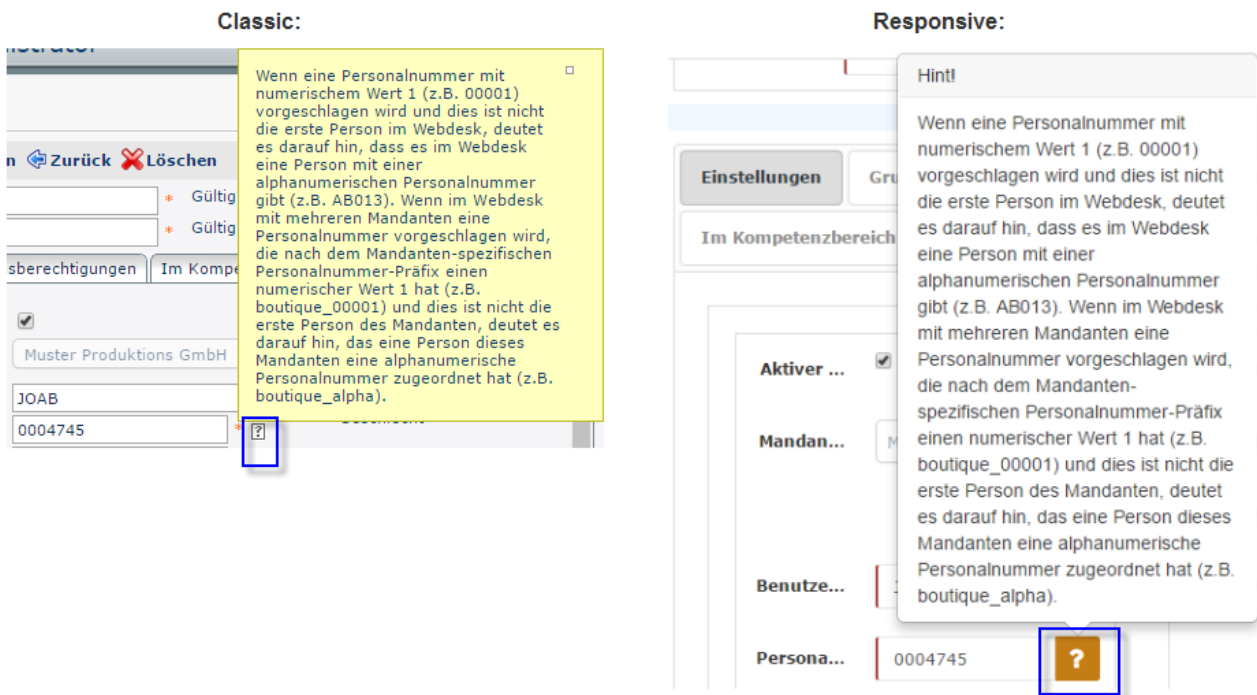 Classic:
Wenn eine Personalnummer mit
numerischem Wert 1 (z.B. 00001)
vorgeschlagen wird und dies ist nicht
die erste Person im Webdesk, deutet
es darauf hin, dass es im Webdesk
eine Person mit einer
alphanumerischen Personalnummer
gibt (z.B. AB013). Wenn im Webdesk
mit mehreren Mandanten eine
Personalnummer vorgeschlagen wird,
die nach dem Mandanten-spezifischen
Personalnummer-Präfix einen
numerischer Wert 1 hat (z.B.
boutique_00001) und dies ist nicht die
erste Person des Mandanten, deutet es
darauf hin, das eine Person dieses
Mandanten eine alphanumerische
Personalnummer zugeordnet hat (z.B.
boutique_alpha).
n Zurück Löschen
* Gültig
* Gültig
sberechtigungen Im Kompe
Muster Produktions GmbH
JOAB
0004745 * ?
Responsive:
Hint!
Wenn eine Personalnummer mit
numerischem Wert 1 (z.B. 00001)
vorgeschlagen wird und dies ist nicht
die erste Person im Webdesk, deutet
es darauf hin, dass es im Webdesk
eine Person mit einer
alphanumerischen Personalnummer
gibt (z.B. AB013). Wenn im Webdesk
mit mehreren Mandanten eine
Personalnummer vorgeschlagen wird,
die nach dem Mandanten-
spezifischen Personalnummer-Präfix
einen numerischer Wert 1 hat (z.B.
boutique_00001) und dies ist nicht die
erste Person des Mandanten, deutet
es darauf hin, das eine Person dieses
Mandanten eine alphanumerische
Personalnummer zugeordnet hat (z.B.
boutique_alpha).
Einstellungen Gru
Im Kompetenzbereich
Aktiver ...
Mandan... M
Benutze...
Persona... 0004745 ?